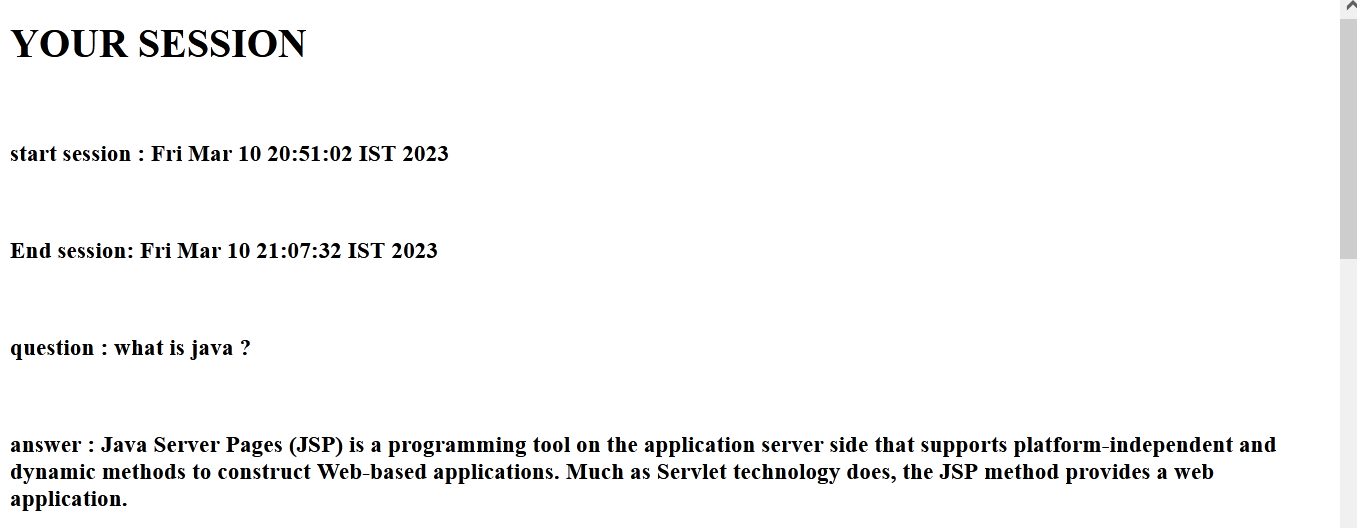 YOUR SESSION
start session : Fri Mar 10 20:51:02 IST 2023
End session: Fri Mar 10 21:07:32 IST 2023
question : what is java ?
answer : Java Server Pages (JSP) is a programming tool on the application server side that supports platform-independent and
dynamic methods to construct Web-based applications. Much as Servlet technology does, the JSP method provides a web
application.